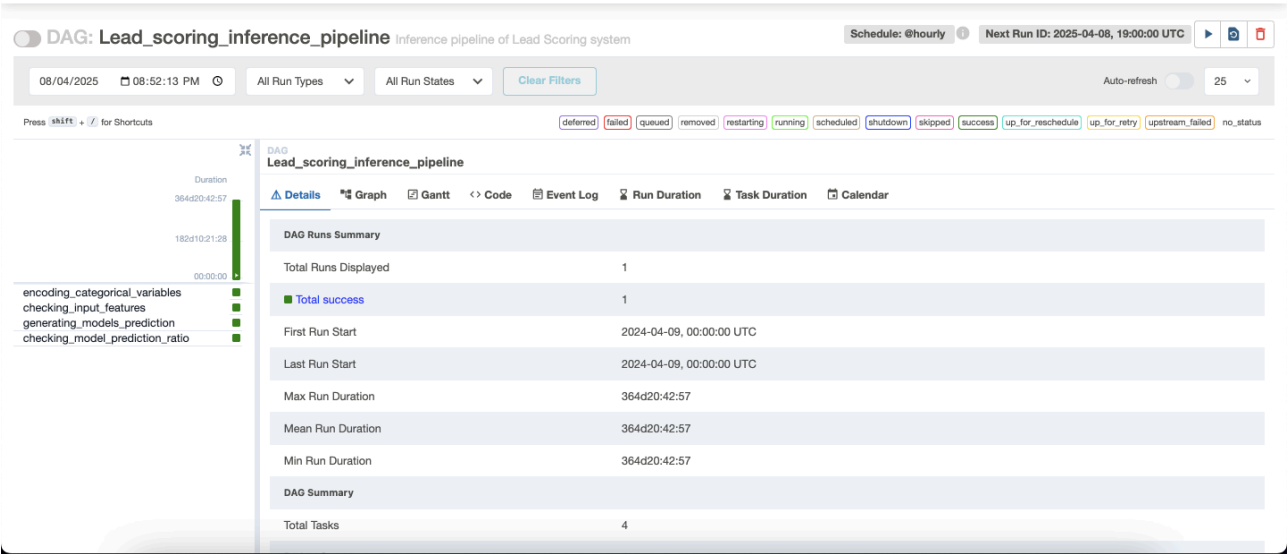 DAG: Lead_scoring_inference_pipeline Inference pipeline of Lead Scoring system
Schedule: @hourly
Next Run ID: 2025-04-08, 19:00:00 UTC
08/04/2025 08:52:13 PM
All Run Types
All Run States
Clear Filters
Auto-refresh
25
Press shift + / for Shortcuts
deferred failed queued removed restarting running scheduled shutdown skipped success up_for_reschedule up_for_retry upstream_failed no_status
Duration
364d20:42:57
182d10:21:28
00:00:00
encoding_categorical_variables
checking_input_features
generating_models_prediction
checking_model_prediction_ratio
DAG
Lead_scoring_inference_pipeline
Details Graph Gantt Code Event Log Run Duration Task Duration Calendar
DAG Runs Summary
Total Runs Displayed 1
Total success 1
First Run Start 2024-04-09, 00:00:00 UTC
Last Run Start 2024-04-09, 00:00:00 UTC
Max Run Duration 364d20:42:57
Mean Run Duration 364d20:42:57
Min Run Duration 364d20:42:57
DAG Summary
Total Tasks 4